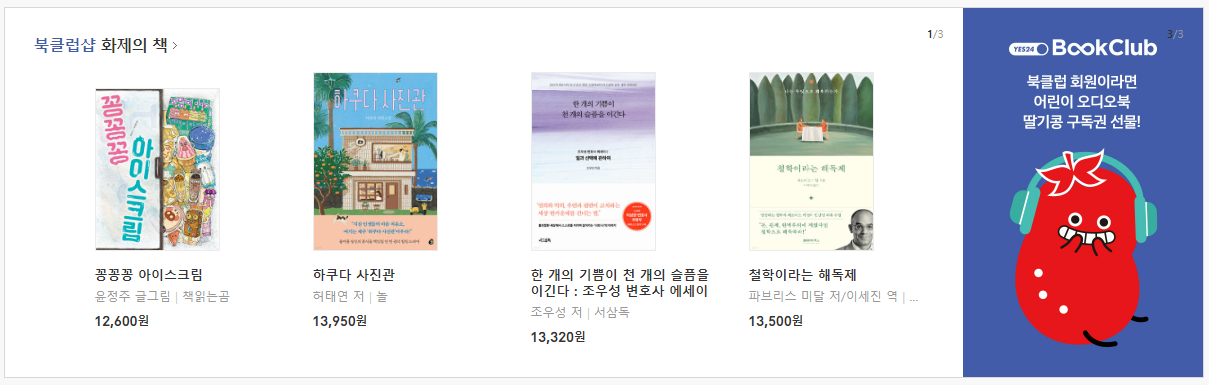 북클럽샵 화제의 책 >
1/3
꽁꽁꽁
아이스크림
하쿠다 사진관
한 개의 기쁨이
천 개의 슬픔을 이긴다
일과 선택에 관하여
철학이라는 해독제
꽁꽁꽁 아이스크림
윤정주 글그림 | 책읽는곰
12,600원
하쿠다 사진관
허태연 저 | 놀
13,950원
한 개의 기쁨이 천 개의 슬픔을
이긴다 : 조우성 변호사 에세이
조우성 저 | 서삼독
13,320원
철학이라는 해독제
파브리스 미달 저/이세진 역 | ...
13,500원
YES24 BookClub
3/3
북클럽 회원이라면
어린이 오디오북
딸기콩 구독권 선물!